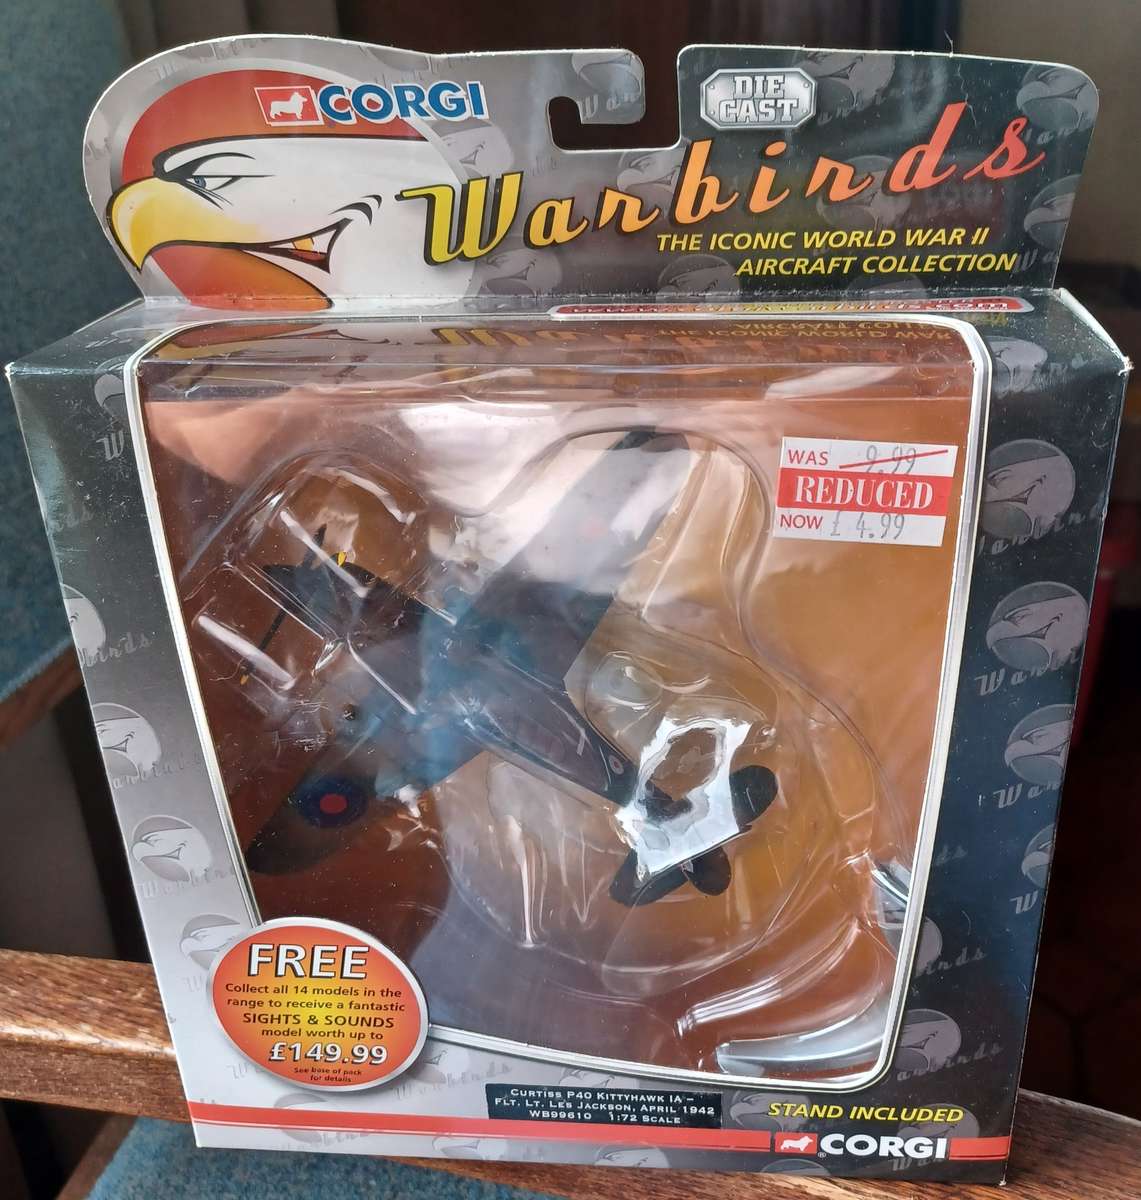 CORGI
DIE
CAST
Warbirds
THE ICONIC WORLD WAR II
AIRCRAFT COLLECTION
WAS 9.99
REDUCED
NOW £ 4.99
FREE
Collect all 14 models in the
range to receive a fantastic
SIGHTS & SOUNDS
model worth up to
£149.99
See base of pack
for details
CURTISS P40 KITTYHAWK IA –
FLT. LT. LES JACKSON, APRIL 1942
WB99610 1:72 SCALE
STAND INCLUDED
CORGI